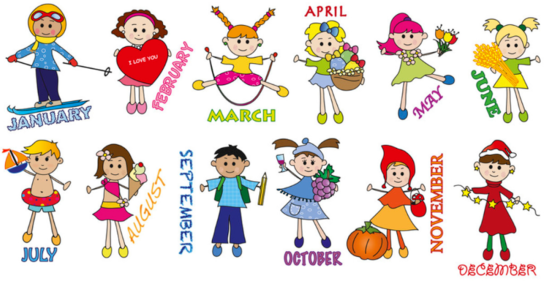 JANUARY
I LOVE YOU
FEBRUARY
MARCH
APRIL
MAY
JUNE
JULY
AUGUST
SEPTEMBER
OCTOBER
NOVEMBER
DECEMBER